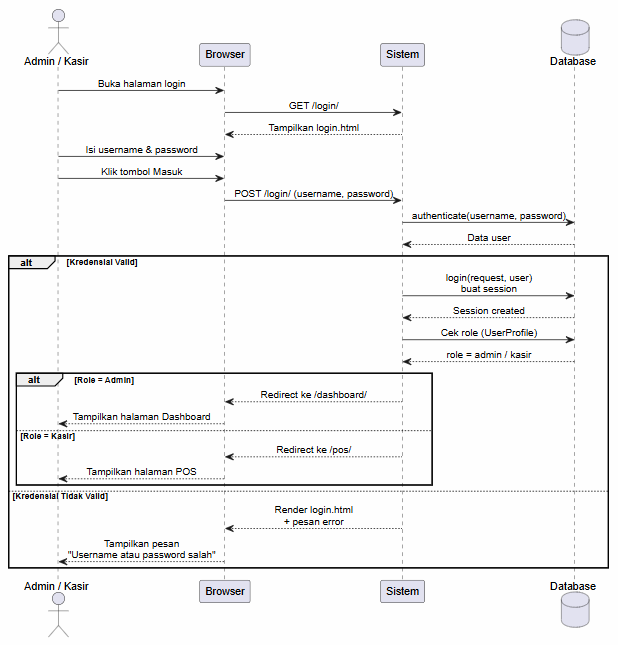 Admin / Kasir
Browser
Sistem
Database
Buka halaman login
GET /login/
Tampilkan login.html
Isi username & password
Klik tombol Masuk
POST /login/ (username, password)
authenticate(username, password)
Data user
alt
[Kredensial Valid]
login(request, user)
buat session
Session created
Cek role (UserProfile)
role = admin / kasir
alt
[Role = Admin]
Redirect ke /dashboard/
Tampilkan halaman Dashboard
[Role = Kasir]
Redirect ke /pos/
Tampilkan halaman POS
[Kredensial Tidak Valid]
Render login.html
+ pesan error
Tampilkan pesan
"Username atau password salah"
Admin / Kasir
Browser
Sistem
Database